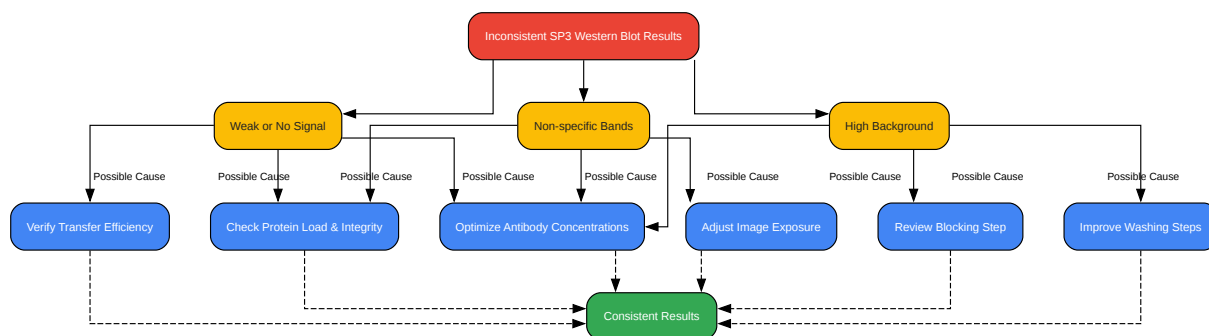 Inconsistent SP3 Western Blot Results
Weak or No Signal
Non-specific Bands
High Background
Possible Cause
Possible Cause
Possible Cause
Possible Cause
Possible Cause
Possible Cause
Possible Cause
Possible Cause
Possible Cause
Verify Transfer Efficiency
Check Protein Load & Integrity
Optimize Antibody Concentrations
Adjust Image Exposure
Review Blocking Step
Improve Washing Steps
Consistent Results